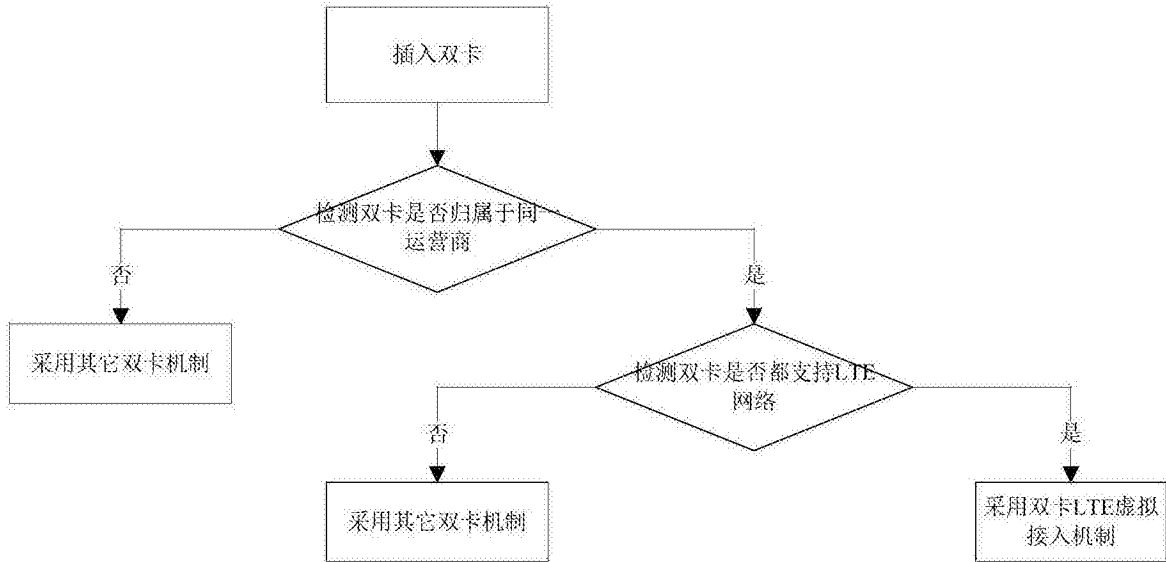 插入双卡
检测双卡是否归属于同一
运营商
否
是
采用其它双卡机制
检测双卡是否都支持LTE
网络
否
是
采用其它双卡机制
采用双卡LTE虚拟
接入机制